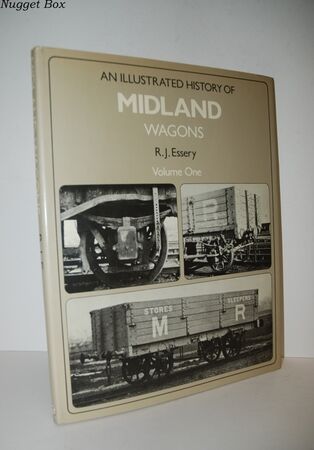 Nugget Box
AN ILLUSTRATED HISTORY OF
MIDLAND
WAGONS
R. J. Essery
Volume One
STORES SLEEPERS
M R